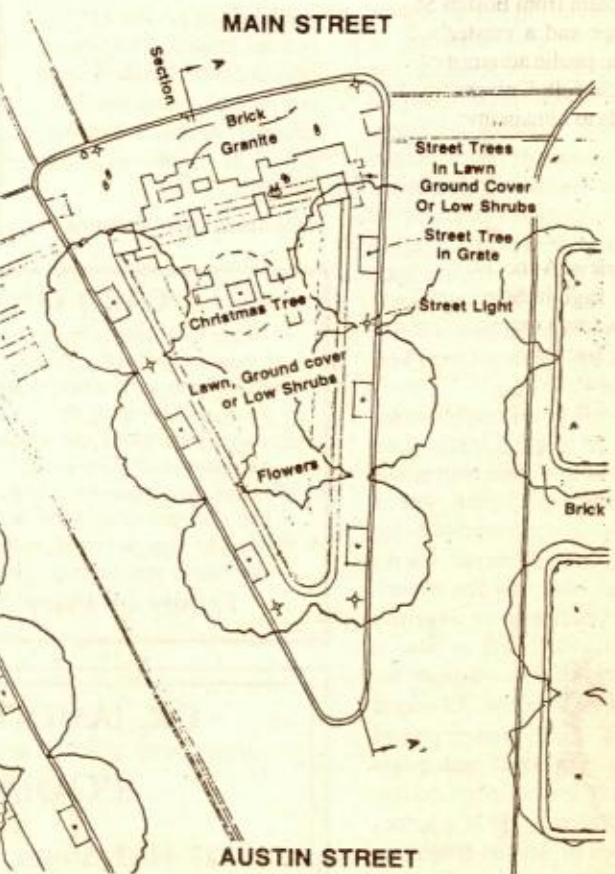 MAIN STREET
Section
A
Brick
Granite
Street Trees
In Lawn
Ground Cover
Or Low Shrubs
Street Tree
In Grate
Street Light
Christmas Tree
Lawn, Ground cover
or Low Shrubs
Flowers
Brick
A
AUSTIN STREET